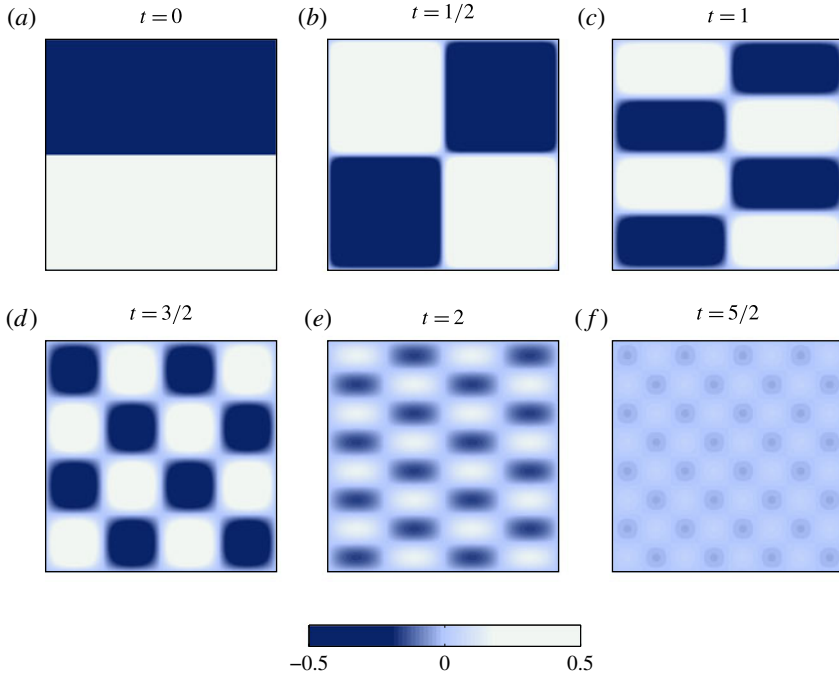 (a) t = 0
(b) t = 1/2
(c) t = 1
(d) t = 3/2
(e) t = 2
(f) t = 5/2
−0.5 0 0.5